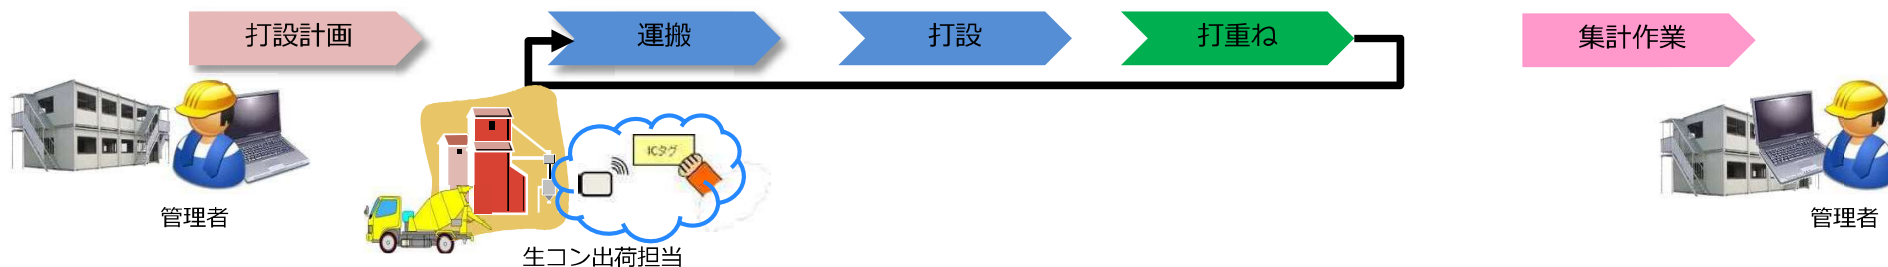 打設計画
運搬
打設
打重ね
集計作業
ICタグ
管理者
生コン出荷担当
管理者